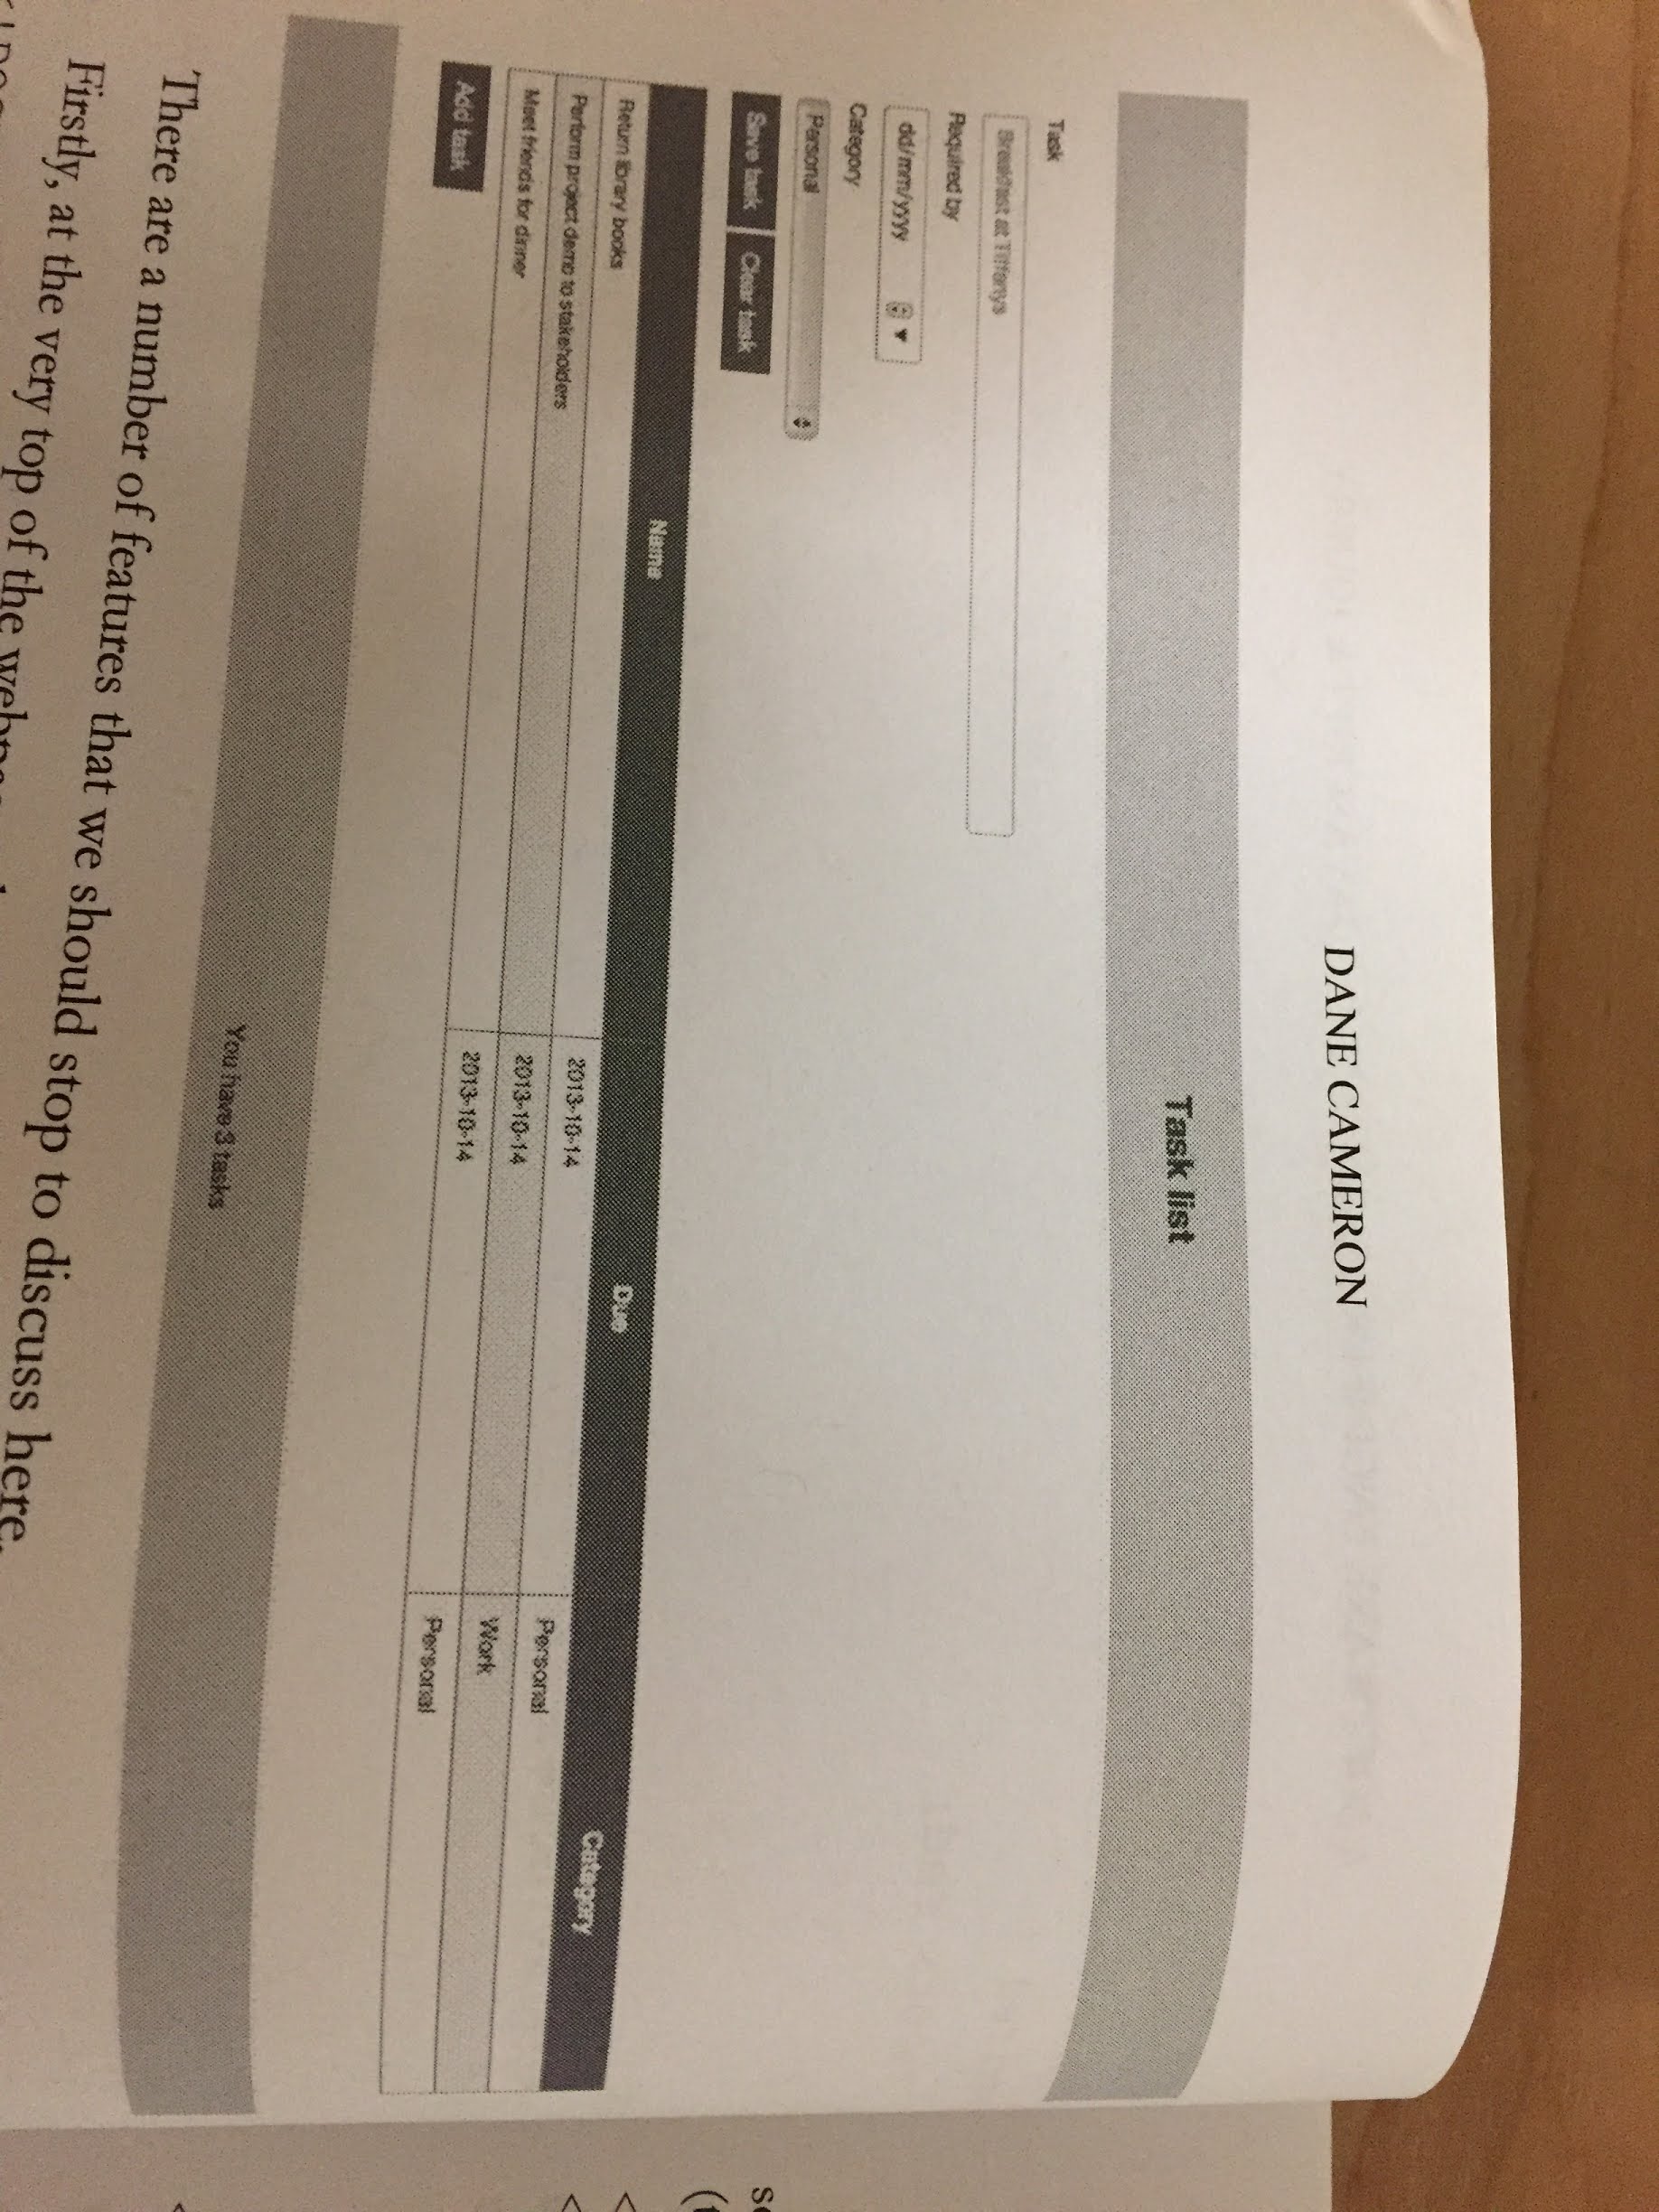 DANE CAMERON
Task list
Task
Breakfast at Tiffanys
Required by
dd/mm/yyyy
Category
Personal
Save task Clear task
Name Due Category
Return library books 2013-10-14 Personal
Perform project demo to stakeholders 2013-10-14 Work
Meet friends for dinner 2013-10-14 Personal
Add task
You have 3 tasks
There are a number of features that we should stop to discuss here.
Firstly, at the very top of the